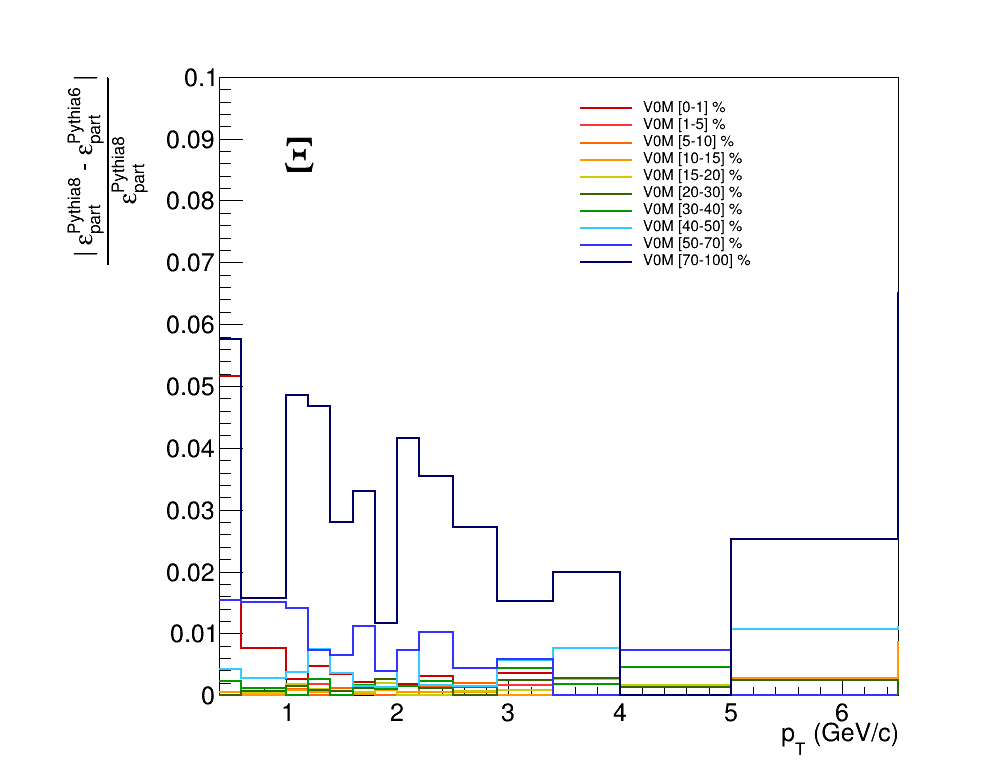 | ε_part^Pythia8 - ε_part^Pythia6 |
ε_part^Pythia8
0.1
0.09
0.08
0.07
0.06
0.05
0.04
0.03
0.02
0.01
0
Ξ
V0M [0-1] %
V0M [1-5] %
V0M [5-10] %
V0M [10-15] %
V0M [15-20] %
V0M [20-30] %
V0M [30-40] %
V0M [40-50] %
V0M [50-70] %
V0M [70-100] %
1 2 3 4 5 6
p_T (GeV/c)